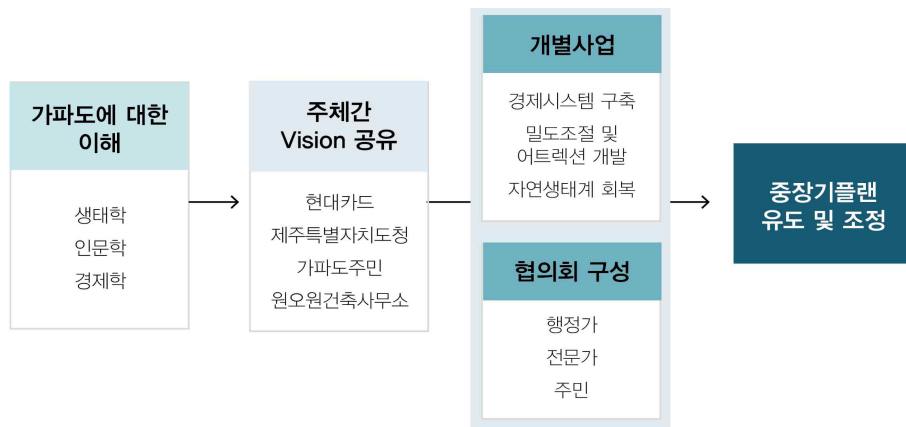 가파도에 대한
이해
생태학
인문학
경제학
주체간
Vision 공유
현대카드
제주특별자치도청
가파도주민
원오원건축사무소
개별사업
경제시스템 구축
밀도조절 및
어트렉션 개발
자연생태계 회복
협의회 구성
행정가
전문가
주민
중장기플랜
유도 및 조정